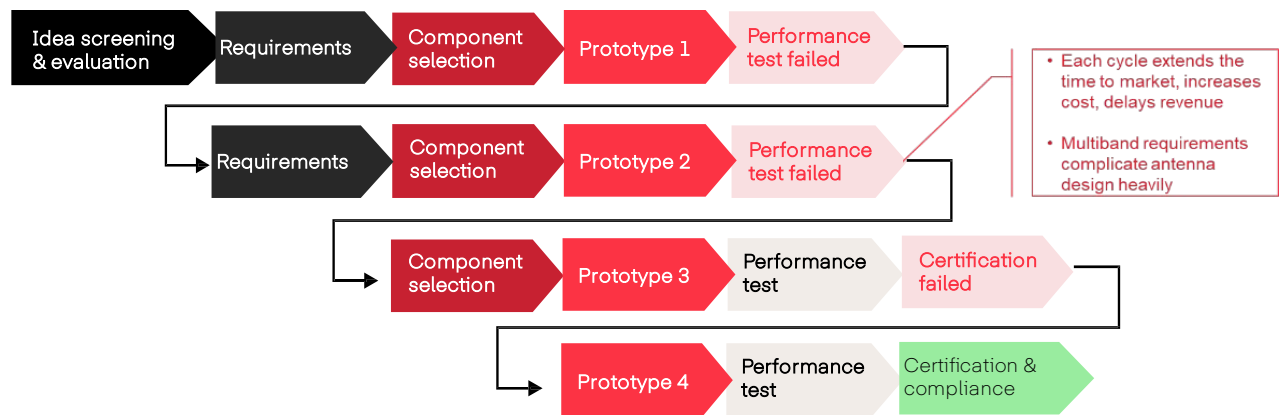 Idea screening
& evaluation
Requirements
Component
selection
Prototype 1
Performance
test failed
• Each cycle extends the
time to market, increases
cost, delays revenue
• Multiband requirements
complicate antenna
design heavily
Requirements
Component
selection
Prototype 2
Performance
test failed
Component
selection
Prototype 3
Performance
test
Certification
failed
Prototype 4
Performance
test
Certification &
compliance